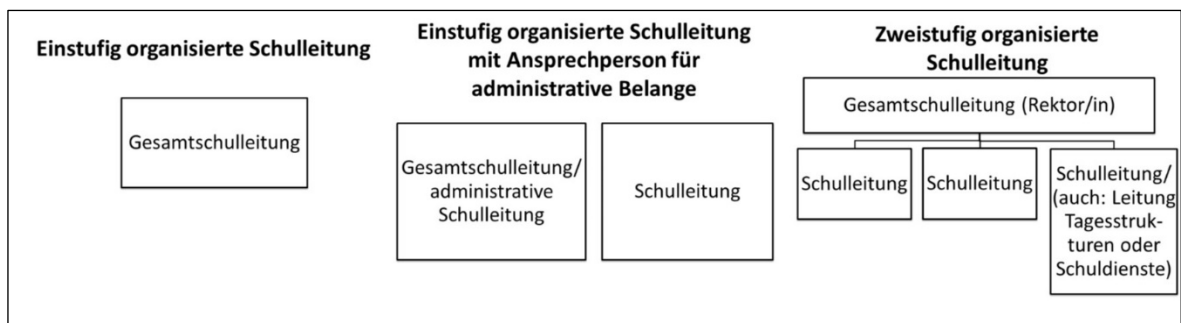 Einstufig organisierte Schulleitung
Gesamtschulleitung
Einstufig organisierte Schulleitung
mit Ansprechperson für
administrative Belange
Gesamtschulleitung/
administrative
Schulleitung
Schulleitung
Zweistufig organisierte
Schulleitung
Gesamtschulleitung (Rektor/in)
Schulleitung
Schulleitung
Schulleitung/
(auch: Leitung
Tagesstruk-
turen oder
Schuldienste)